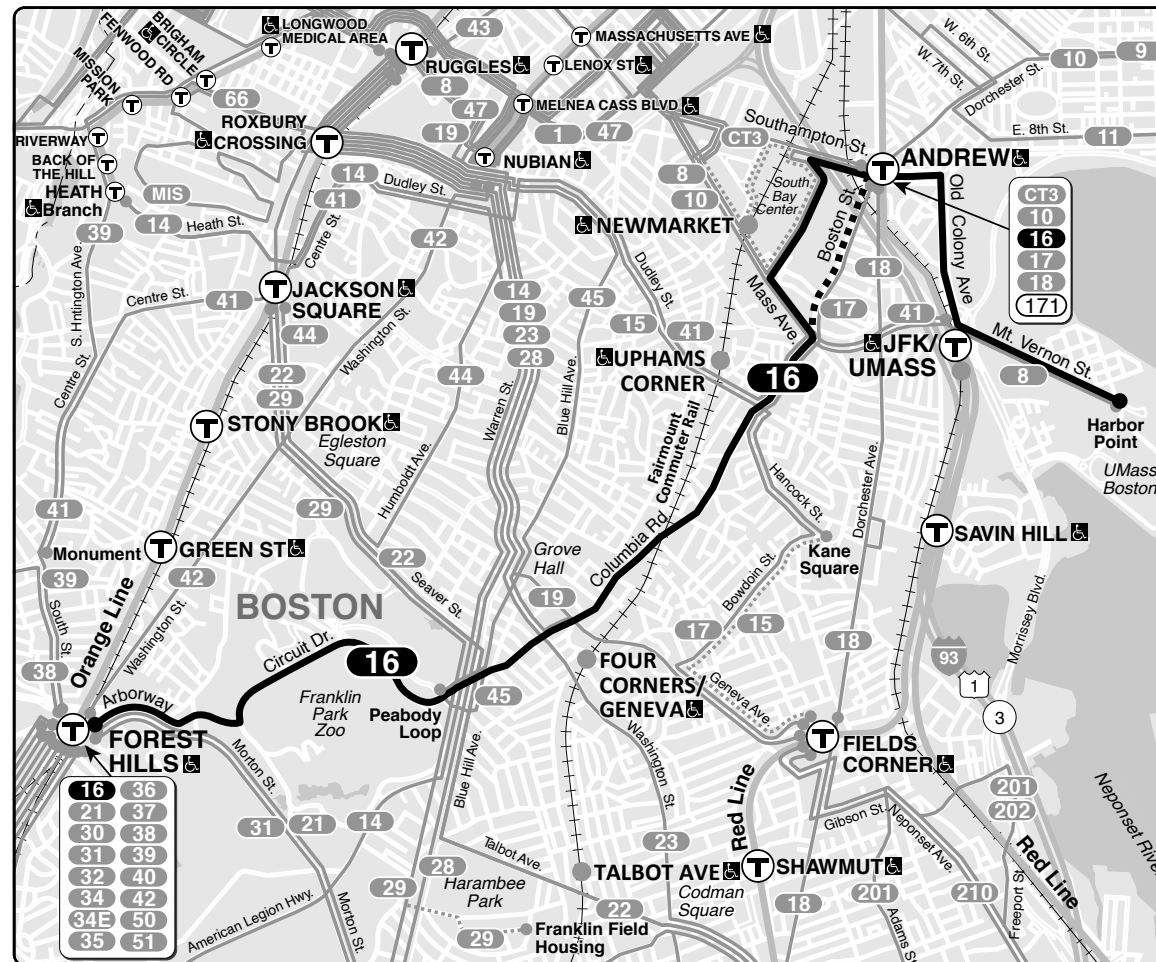 43
LONGWOOD
MEDICAL AREA
BRIGHAM
CIRCLE
FENWOOD RD
MISSION
PARK
MASSACHUSETTS AVE
RUGGLES
LENOX ST
8
47
MELNEA CASS BLVD
66
ROXBURY
CROSSING
19
1
47
NUBIAN
RIVERWAY
BACK OF
THE HILL
HEATH
Branch
MIS
14
Heath St.
39
14
41
Dudley St.
Centre St.
42
CT3
Southampton St.
W. 6th St.
W. 7th St.
Dorchester St.
10
9
E. 8th St.
11
ANDREW
CT3
10
16
17
18
171
8
10
South
Bay
Center
Boston St.
Old Colony Ave
NEWMARKET
Mass Ave.
18
17
41
JFK/
UMASS
Mt. Vernon St.
8
Harbor
Point
UMass
Boston
S. Hntington Ave.
Centre St.
41
JACKSON
SQUARE
44
22
29
Washington St.
14
19
23
28
Dudley St.
45
15
41
UPHAMS
CORNER
16
Centre St.
STONY BROOK
Egleston
Square
44
Humboldt Ave.
Warren St.
Blue Hill Ave.
Fairmount
Commuter Rail
Hancock St.
Dorchester Ave.
41
Monument
39
GREEN ST
42
29
22
Seaver St.
Grove
Hall
19
Columbia Rd.
Kane
Square
Bowdoin St.
17
15
18
SAVIN HILL
Morrissey Blvd.
93
1
3
South St.
38
Orange Line
Washington St.
BOSTON
Circuit Dr.
16
Arborway
Franklin
Park
Zoo
Peabody
Loop
45
FOUR
CORNERS/
GENEVA
Geneva Ave.
FIELDS
CORNER
FOREST
HILLS
16 36
21 37
30 38
31 39
32 40
34 42
34E 50
35 51
Morton St.
31
21
14
Blue Hill Ave.
Washington St.
Red Line
Gibson St.
Neponset Ave.
201
202
Neponset River
Red Line
28
Talbot Ave.
23
TALBOT AVE
SHAWMUT
Codman
Square
29
Harambee
Park
American Legion Hwy.
Morton St.
29
Franklin Field
Housing
22
18
201
Adams St.
210
Freeport St.